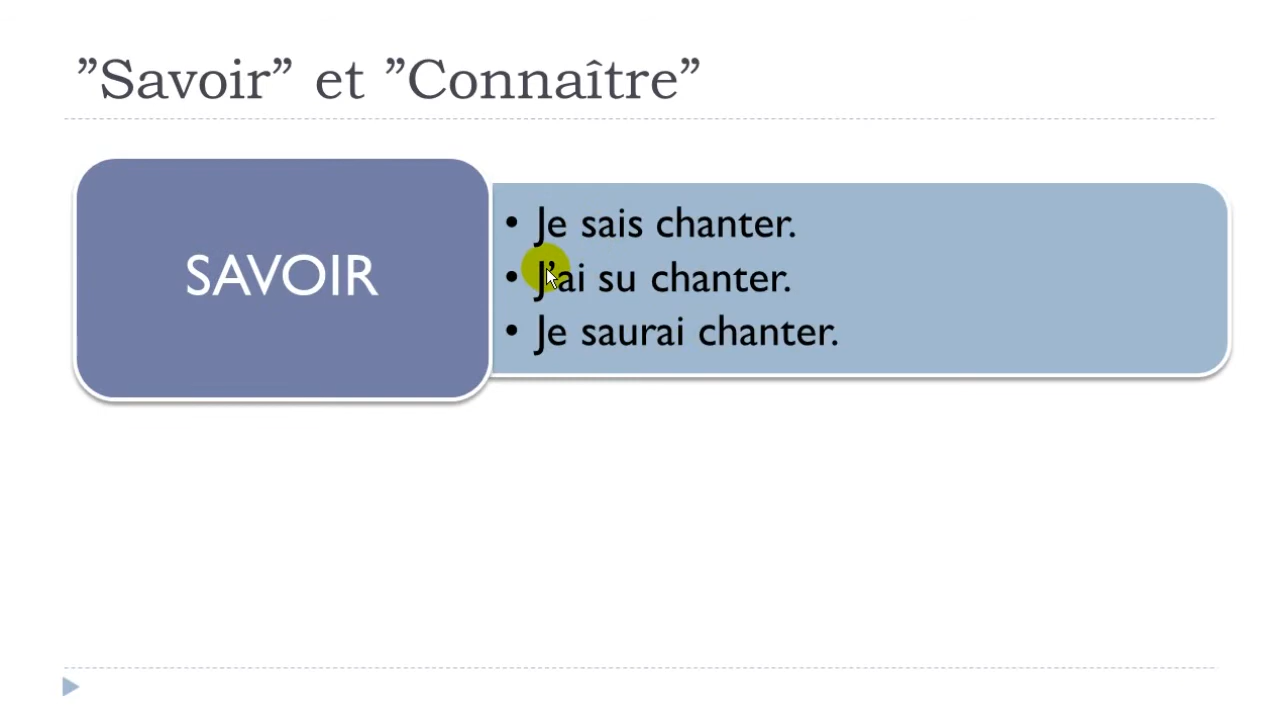 ”Savoir” et ”Connaître”
SAVOIR
• Je sais chanter.
• J’ai su chanter.
• Je saurai chanter.